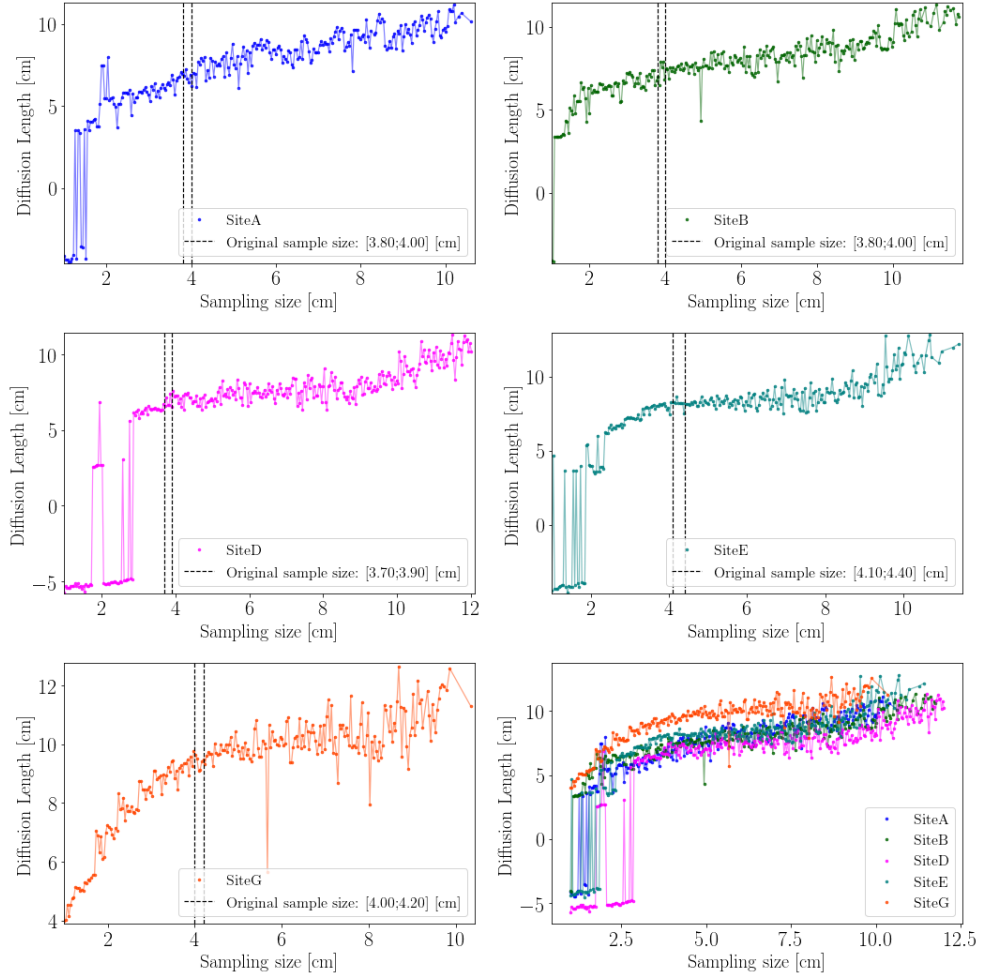 10
5
0
Diffusion Length [cm]
SiteA
Original sample size: [3.80;4.00] [cm]
2 4 6 8 10
Sampling size [cm]
10
5
0
Diffusion Length [cm]
SiteB
Original sample size: [3.80;4.00] [cm]
2 4 6 8 10
Sampling size [cm]
10
5
0
−5
Diffusion Length [cm]
SiteD
Original sample size: [3.70;3.90] [cm]
2 4 6 8 10 12
Sampling size [cm]
10
5
0
Diffusion Length [cm]
SiteE
Original sample size: [4.10;4.40] [cm]
2 4 6 8 10
Sampling size [cm]
12
10
8
6
4
Diffusion Length [cm]
SiteG
Original sample size: [4.00;4.20] [cm]
2 4 6 8 10
Sampling size [cm]
10
5
0
−5
Diffusion Length [cm]
SiteA
SiteB
SiteD
SiteE
SiteG
2.5 5.0 7.5 10.0 12.5
Sampling size [cm]